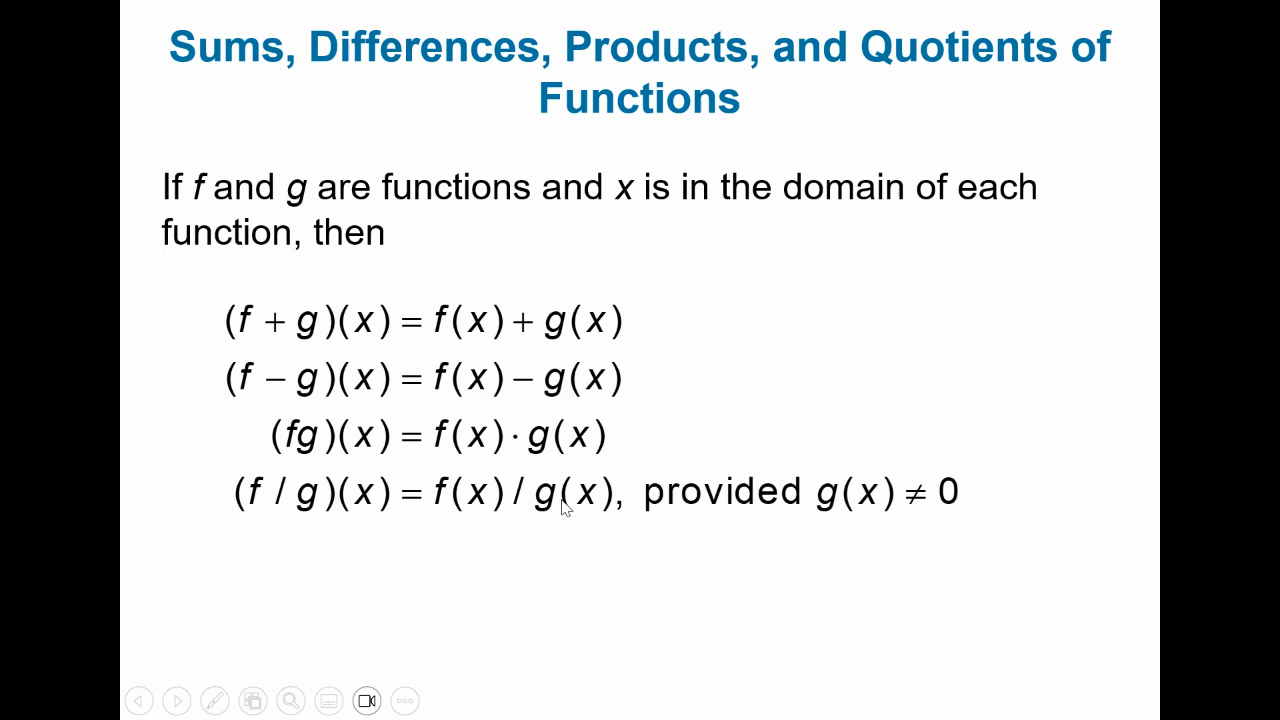 Sums, Differences, Products, and Quotients of
Functions
If f and g are functions and x is in the domain of each
function, then
(f + g)(x) = f(x) + g(x)
(f − g)(x) = f(x) − g(x)
(fg)(x) = f(x) · g(x)
(f / g)(x) = f(x) / g(x), provided g(x) ≠ 0